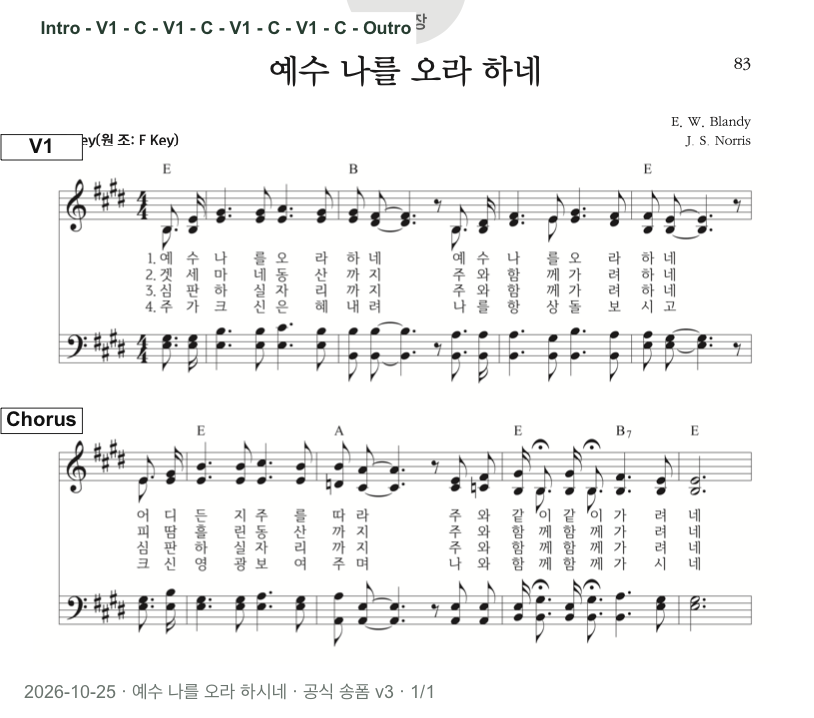 Intro - V1 - C - V1 - C - V1 - C - V1 - C - Outro
장
예수 나를 오라 하네
83
E. W. Blandy
V1
ey(원 조: F Key)
J. S. Norris
E B E
4 4
1. 예 수 나 를 오 라 하 네 예 수 나 를 오 라 하 네
2. 겟 세 마 네 동 산 까 지 주 와 함 께 가 려 하 네
3. 심 판 하 실 자 리 까 지 주 와 함 께 가 려 하 네
4. 주 가 크 신 은 혜 내 려 나 를 항 상 돌 보 시 고
4 4
Chorus
E A E B7 E
어 디 든 지 주 를 따 라 주 와 같 이 같 이 가 려 네
피 땀 흘 린 동 산 까 지 주 와 함 께 함 께 가 려 네
심 판 하 실 자 리 까 지 주 와 함 께 함 께 가 려 네
크 신 영 광 보 여 주 며 나 와 함 께 함 께 가 시 네
2026-10-25 · 예수 나를 오라 하시네 · 공식 송폼 v3 · 1/1